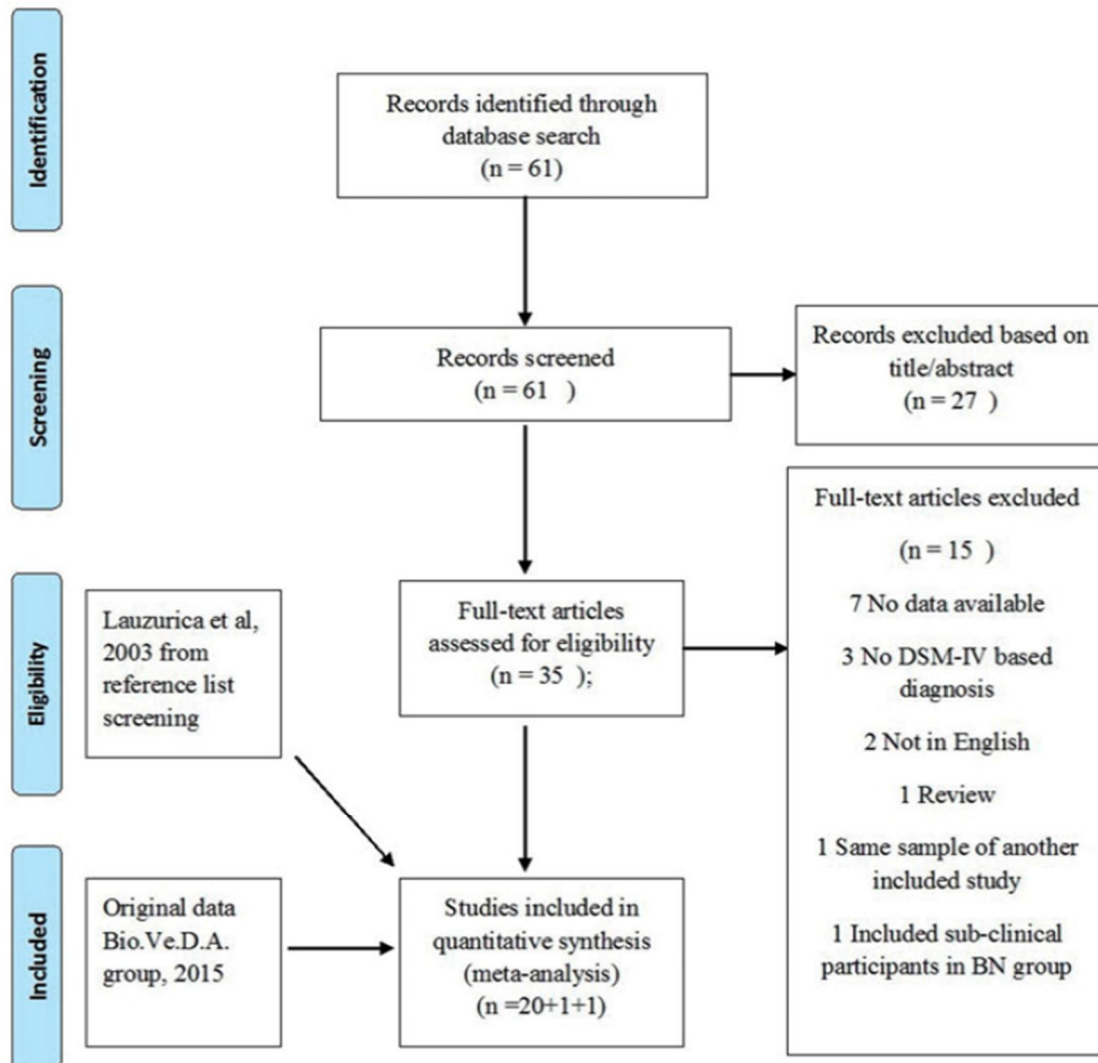 Identification
Records identified through
database search
(n = 61)
Screening
Records screened
(n = 61 )
Records excluded based on
title/abstract
(n = 27 )
Eligibility
Lauzurica et al,
2003 from
reference list
screening
Full-text articles
assessed for eligibility
(n = 35 );
Full-text articles excluded
(n = 15 )
7 No data available
3 No DSM-IV based
diagnosis
2 Not in English
1 Review
1 Same sample of another
included study
1 Included sub-clinical
participants in BN group
Included
Original data
Bio.Ve.D.A.
group, 2015
Studies included in
quantitative synthesis
(meta-analysis)
(n =20+1+1)